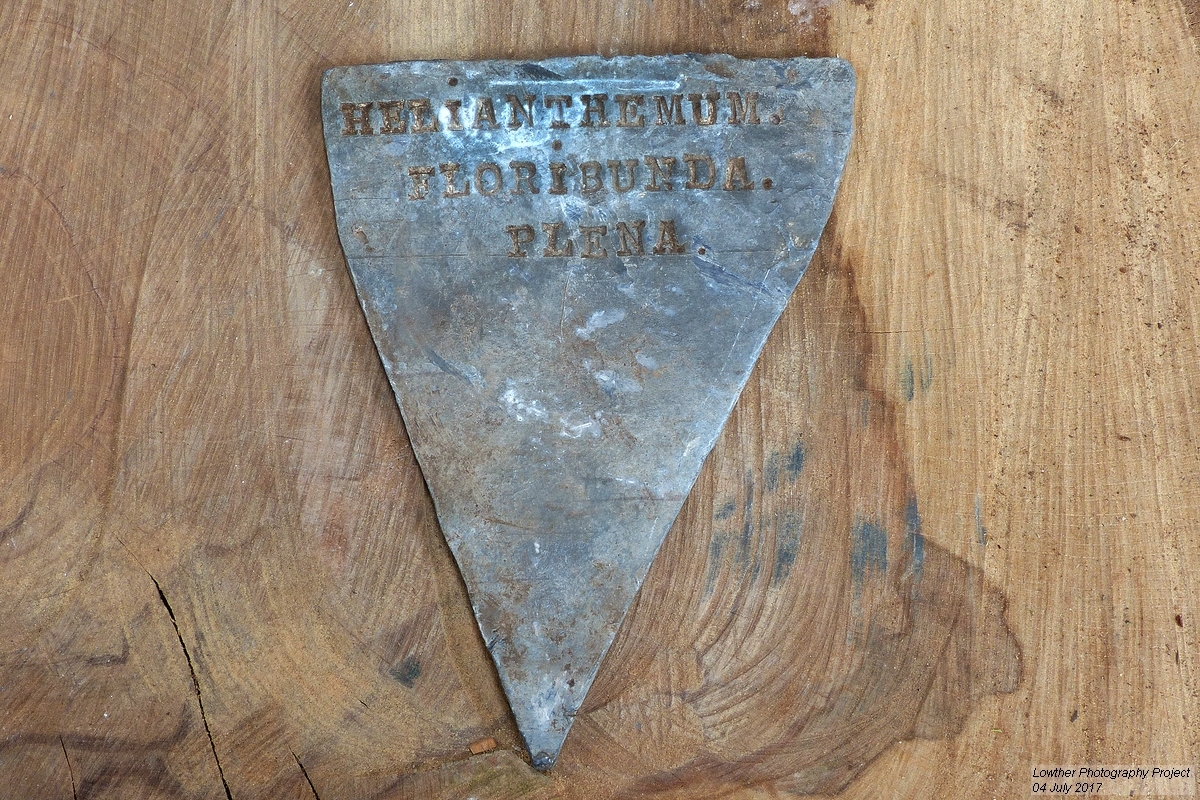 HELIANTHEMUM.
FLORIBUNDA.
PLENA
Lowther Photography Project
04 July 2017